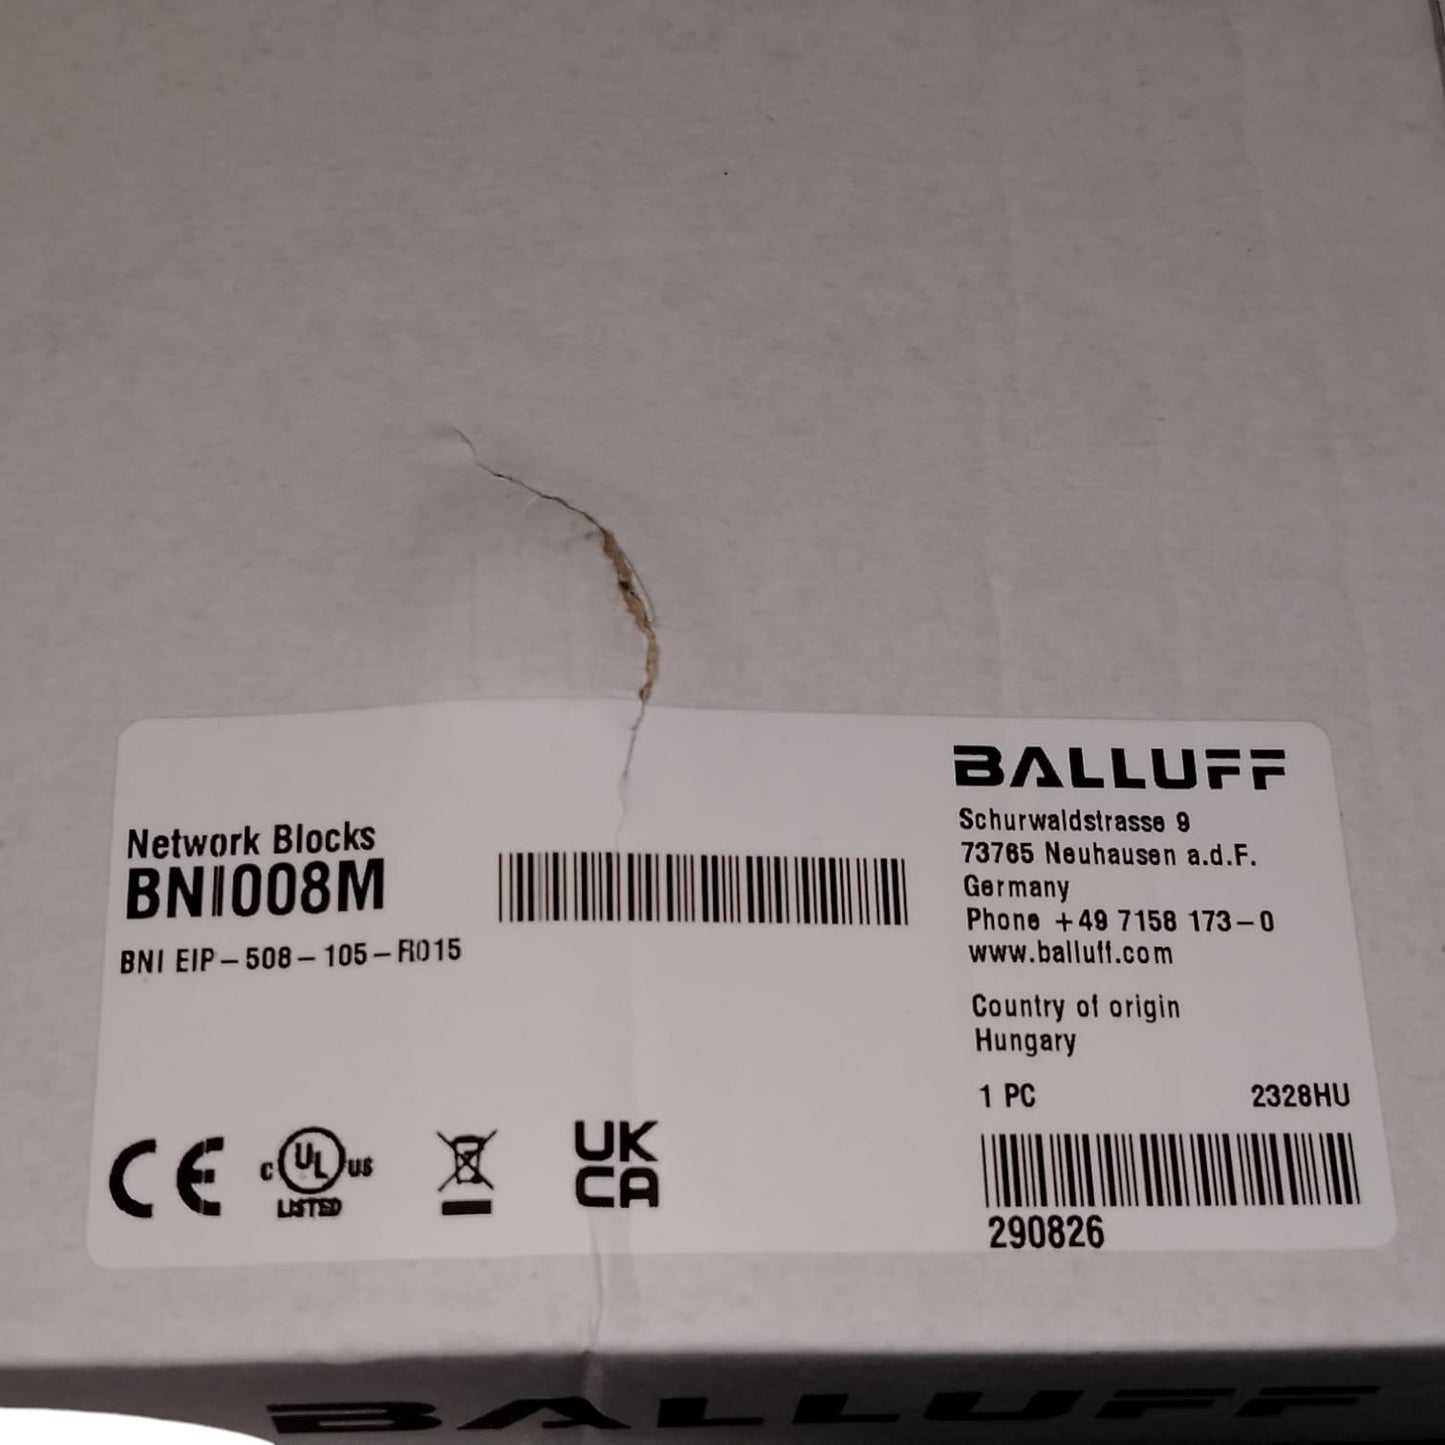 Network Blocks
BNI008M
BNI EIP-508-105-R015
BALLUFF
Schurwaldstrasse 9
73765 Neuhausen a.d.F.
Germany
Phone +49 7158 173-0
www.balluff.com
Country of origin
Hungary
1 PC 2328HU
290826
CE
c UL us
LISTED
UK
CA
BALLUFF